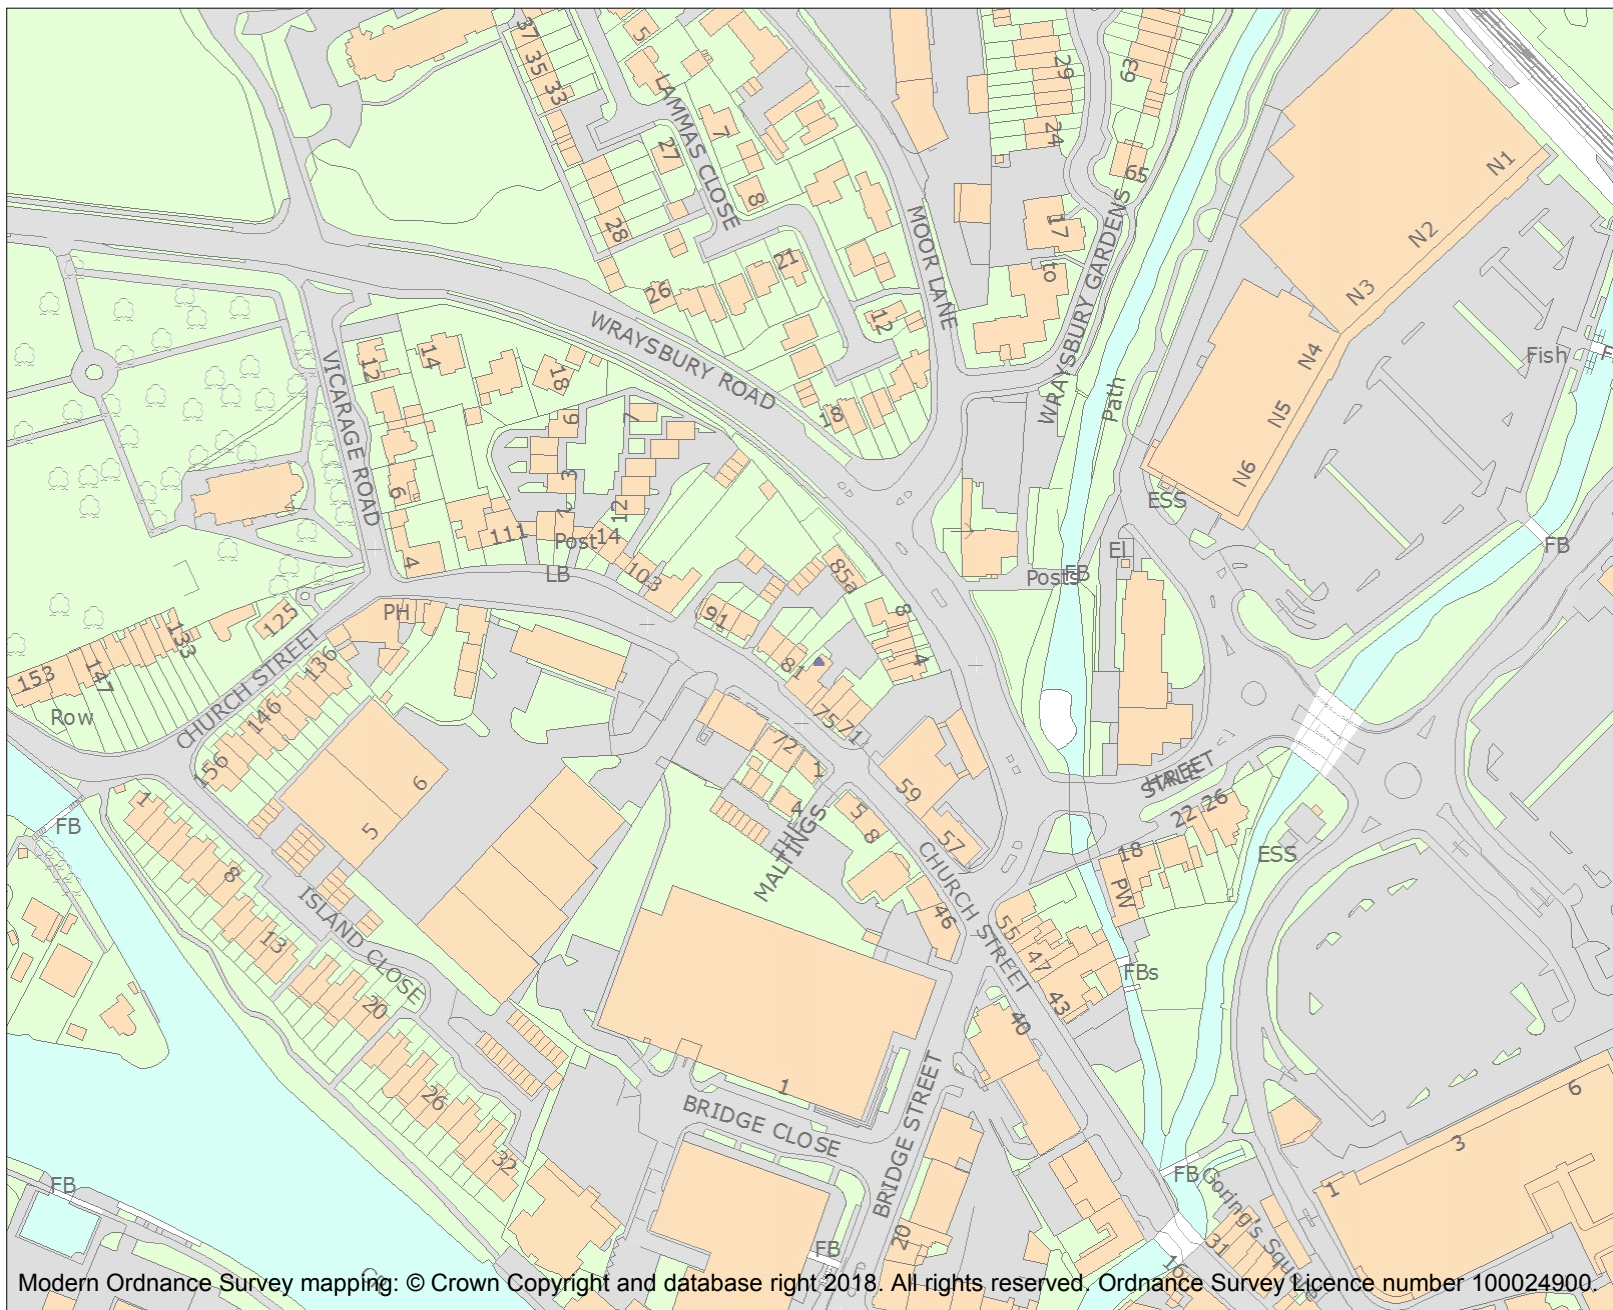 37
35
33
5
LAMMAS CLOSE
7
27
8
28
26
21
12
29
63
24
65
17
to
MOOR LANE
WRAYSBURY GARDENS
N1
N2
N3
N4
N5
N6
Fish
WRAYSBURY ROAD
VICARAGE ROAD
12
14
18
18
6
7
3
12
6
4
111
Post
14
LB
103
Path
ESS
El
FB
Posts
FB
85a
8
4
91
81
75
71
PH
125
133
147
153
Row
CHURCH STREET
136
146
156
6
5
72
1
4
THE
MALTINGS
5
8
59
57
HALE
STREET
22
26
18
PW
ESS
CHURCH STREET
46
55
47
43
40
FBs
FB
1
8
13
ISLAND CLOSE
20
26
32
1
BRIDGE CLOSE
BRIDGE STREET
20
FB
FB
FB
Goring's Square
31
16
1
3
6
Modern Ordnance Survey mapping: © Crown Copyright and database right 2018. All rights reserved. Ordnance Survey Licence number 100024900.